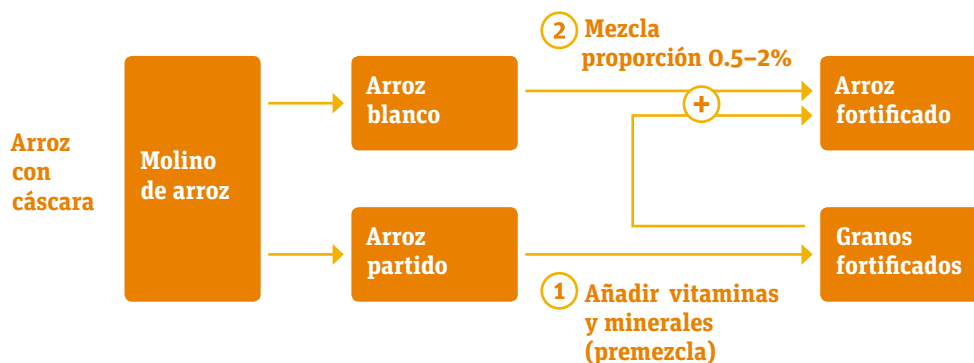 Arroz
con
cáscara
Molino
de arroz
Arroz
blanco
Arroz
partido
2 Mezcla
proporción 0.5–2%
+
1 Añadir vitaminas
y minerales
(premezcla)
Arroz
fortificado
Granos
fortificados